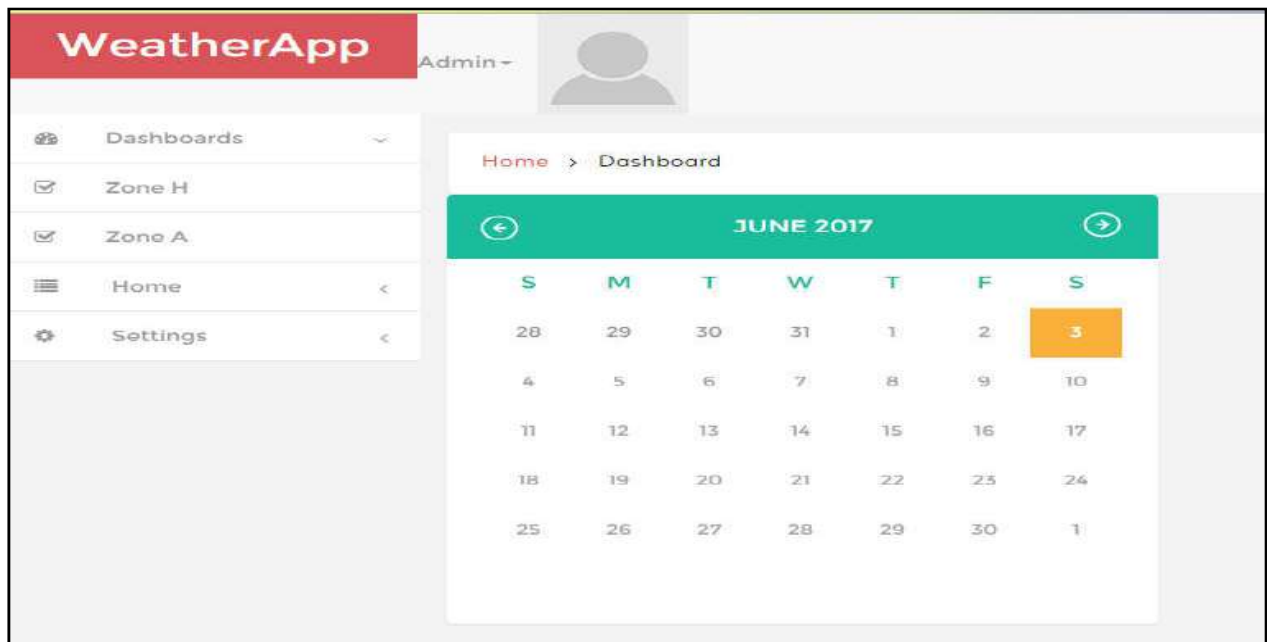 WeatherApp
Admin
Dashboards
Zone H
Zone A
Home
Settings
Home > Dashboard
JUNE 2017
S M T W T F S
28 29 30 31 1 2 3
4 5 6 7 8 9 10
11 12 13 14 15 16 17
18 19 20 21 22 23 24
25 26 27 28 29 30 1